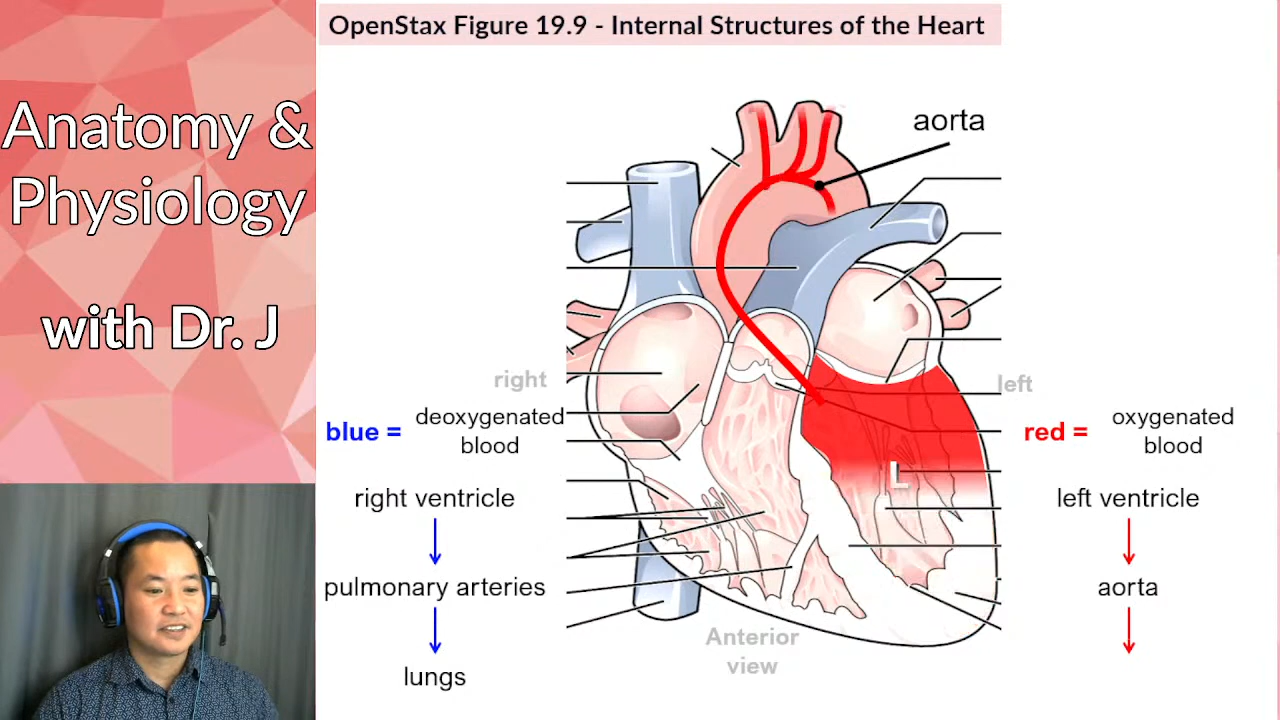 Anatomy &
Physiology
with Dr. J
OpenStax Figure 19.9 - Internal Structures of the Heart
aorta
right
left
blue =
deoxygenated
blood
red =
oxygenated
blood
right ventricle
pulmonary arteries
lungs
L
left ventricle
aorta
Anterior
view